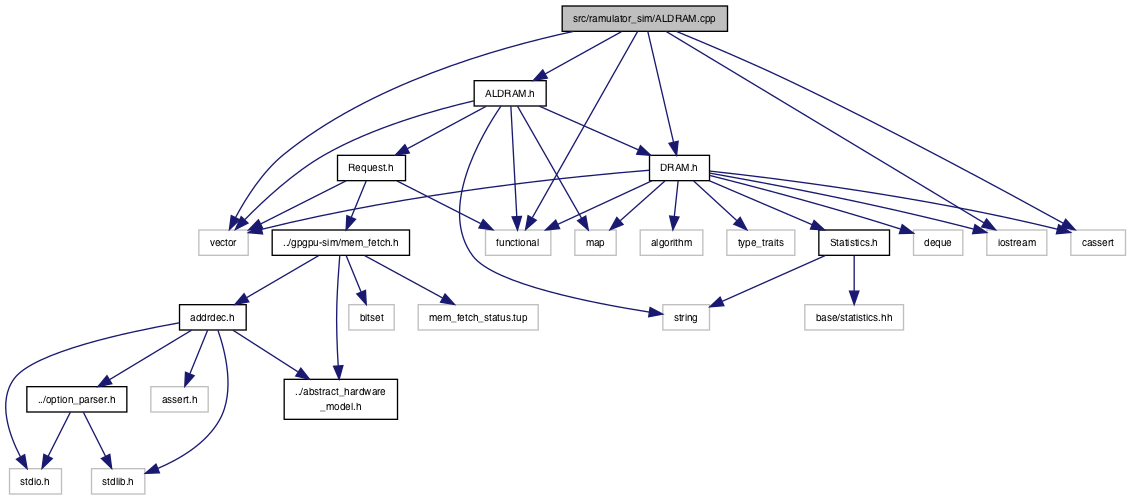 src/ramulator_sim/ALDRAM.cpp
ALDRAM.h
Request.h
DRAM.h
vector
../gpgpu-sim/mem_fetch.h
functional
map
algorithm
type_traits
Statistics.h
deque
iostream
cassert
addrdec.h
bitset
mem_fetch_status.tup
string
base/statistics.hh
../option_parser.h
assert.h
../abstract_hardware
_model.h
stdio.h
stdlib.h